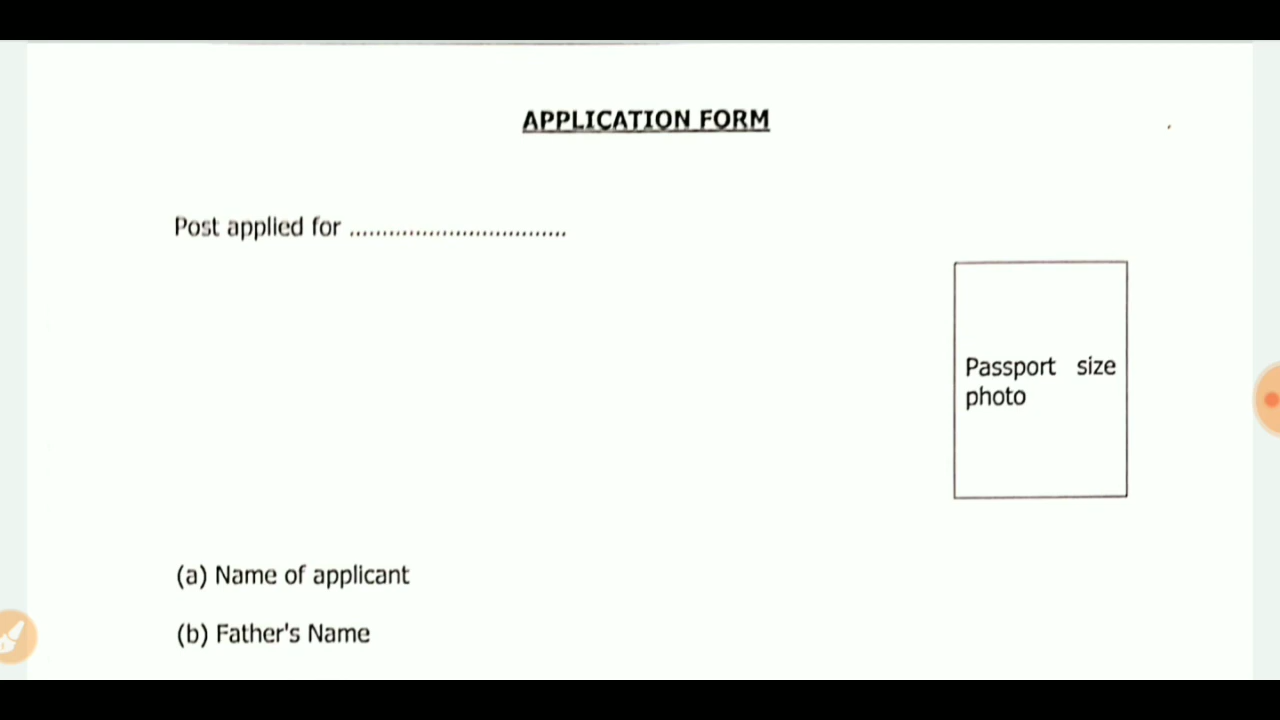 APPLICATION FORM
Post applied for .................................
Passport size
photo
(a) Name of applicant
(b) Father's Name